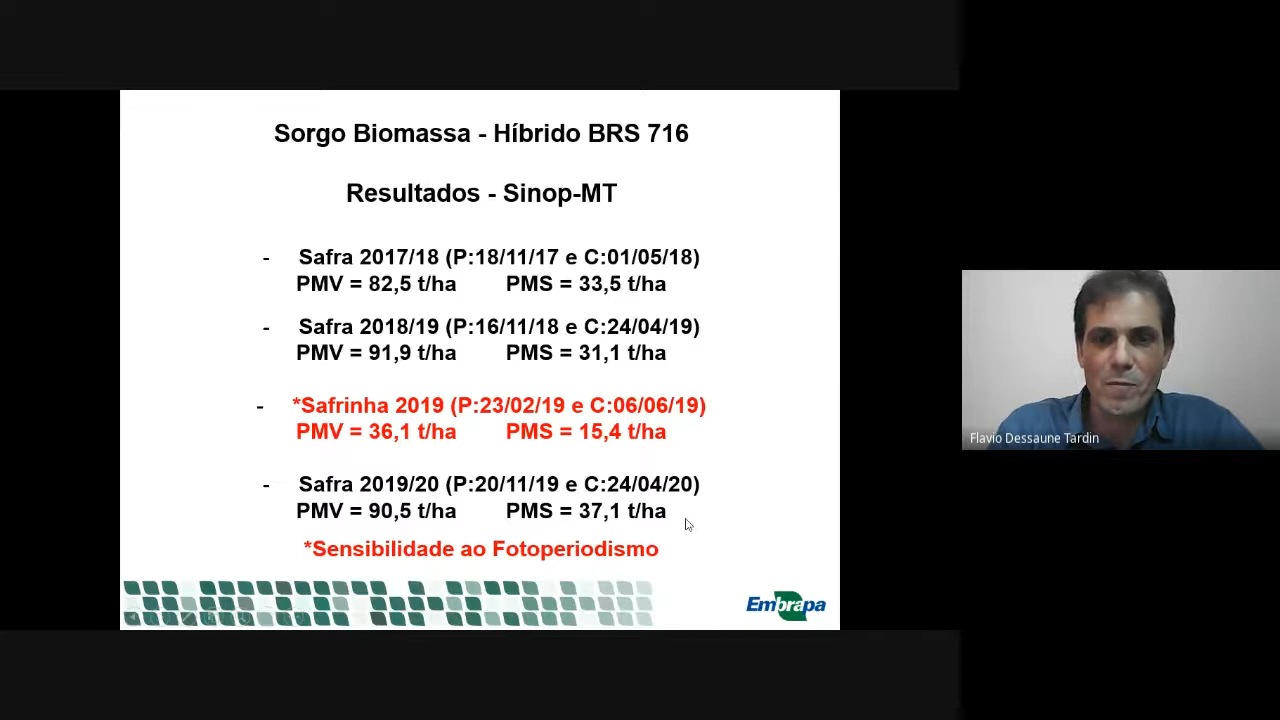 Sorgo Biomassa - Híbrido BRS 716
Resultados - Sinop-MT
- Safra 2017/18 (P:18/11/17 e C:01/05/18)
PMV = 82,5 t/ha PMS = 33,5 t/ha
- Safra 2018/19 (P:16/11/18 e C:24/04/19)
PMV = 91,9 t/ha PMS = 31,1 t/ha
- *Safrinha 2019 (P:23/02/19 e C:06/06/19)
PMV = 36,1 t/ha PMS = 15,4 t/ha
- Safra 2019/20 (P:20/11/19 e C:24/04/20)
PMV = 90,5 t/ha PMS = 37,1 t/ha
*Sensibilidade ao Fotoperiodismo
Embrapa
Flavio Dessaune Tardin